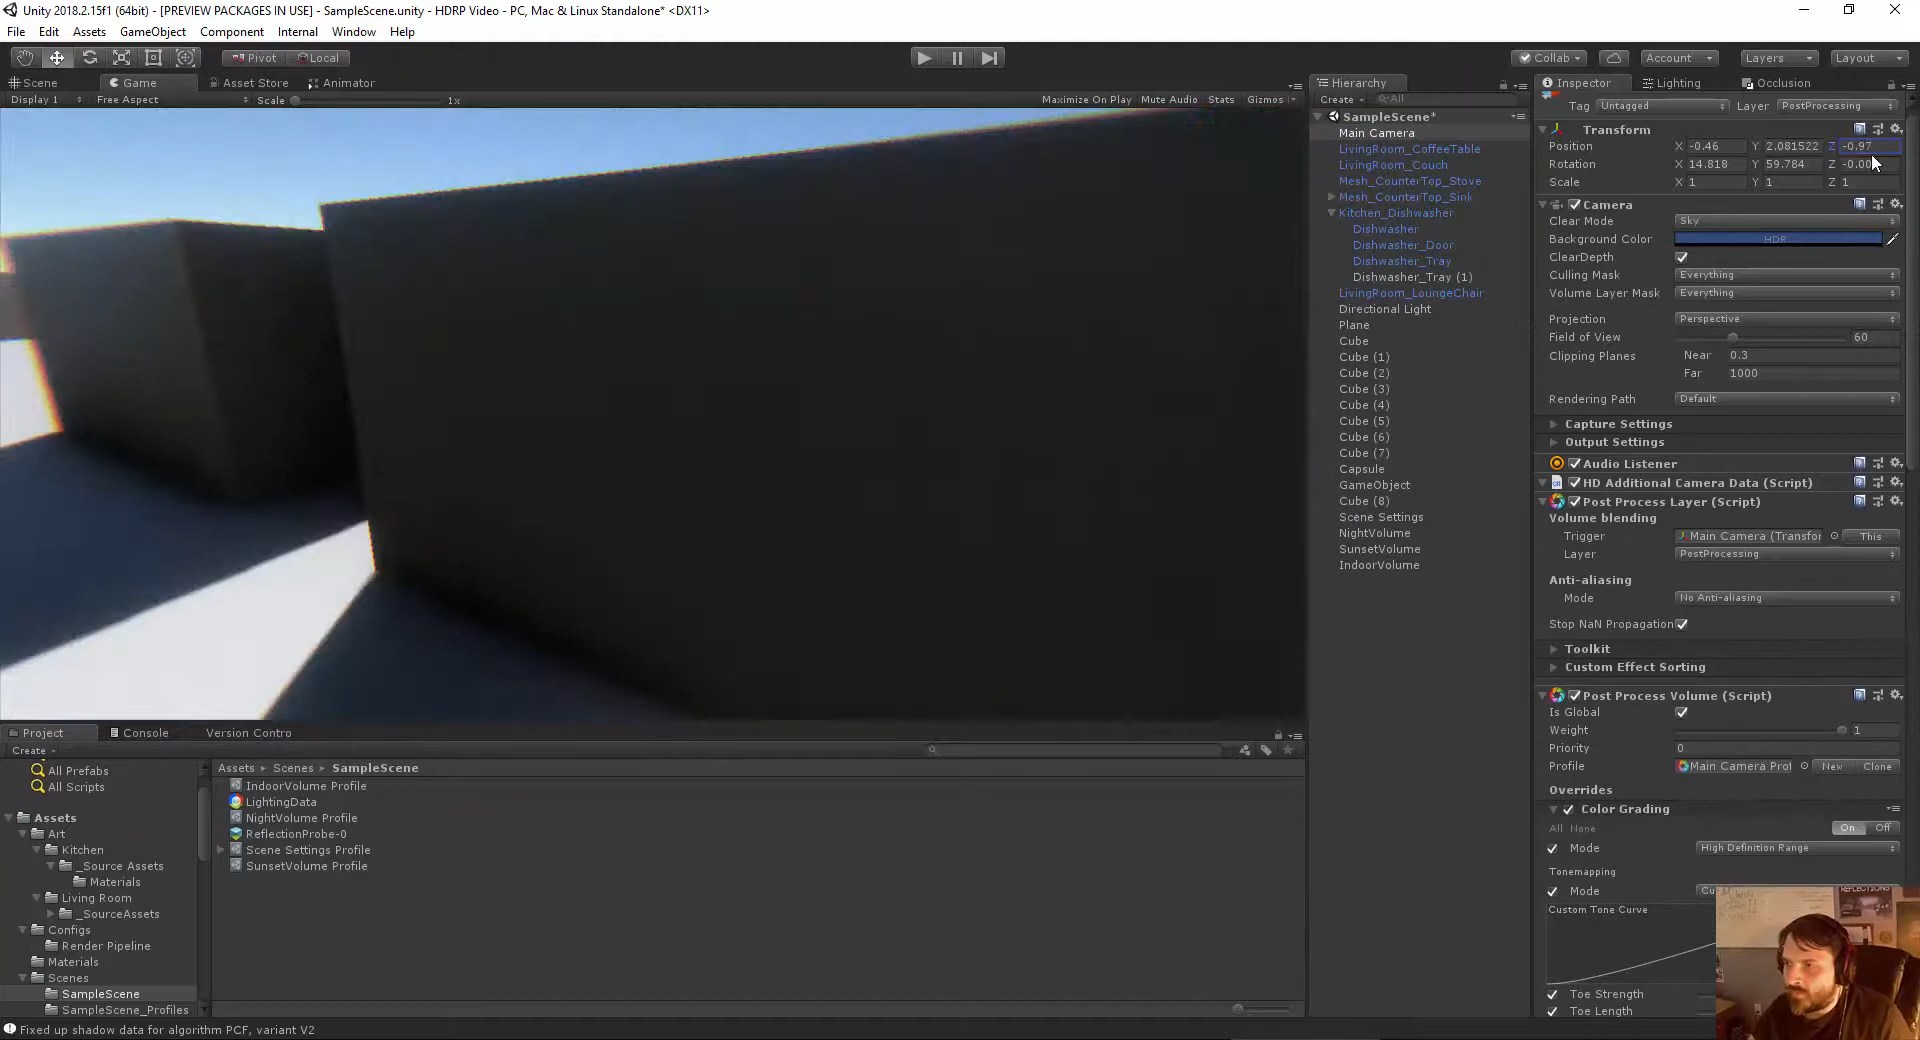 Unity 2018.2.15f1 (64bit) - [PREVIEW PACKAGES IN USE] - SampleScene.unity - HDRP Video - PC, Mac & Linux Standalone* <DX11>
File Edit Assets GameObject Component Internal Window Help
Pivot Local Collab Account Layers Layout
Scene Game Asset Store Animator
Display 1 Free Aspect Scale 1x Maximize On Play Mute Audio Stats Gizmos
Hierarchy
Create All
SampleScene*
Main Camera
LivingRoom_CoffeeTable
LivingRoom_Couch
Mesh_CounterTop_Stove
Mesh_CounterTop_Sink
Kitchen_Dishwasher
Dishwasher
Dishwasher_Door
Dishwasher_Tray
Dishwasher_Tray (1)
LivingRoom_LoungeChair
Directional Light
Plane
Cube
Cube (1)
Cube (2)
Cube (3)
Cube (4)
Cube (5)
Cube (6)
Cube (7)
Capsule
GameObject
Cube (8)
Scene Settings
NightVolume
SunsetVolume
IndoorVolume
Inspector Lighting Occlusion
Tag Untagged Layer PostProcessing
Transform
Position X -0.46 Y 2.081522 Z -0.97
Rotation X 14.818 Y 59.784 Z -0.00
Scale X 1 Y 1 Z 1
Camera
Clear Mode Sky
Background Color HDR
ClearDepth
Culling Mask Everything
Volume Layer Mask Everything
Projection Perspective
Field of View 60
Clipping Planes Near 0.3
Far 1000
Rendering Path Default
Capture Settings
Output Settings
Audio Listener
HD Additional Camera Data (Script)
Post Process Layer (Script)
Volume blending
Trigger Main Camera (Transfor This
Layer PostProcessing
Anti-aliasing
Mode No Anti-aliasing
Stop NaN Propagation
Toolkit
Custom Effect Sorting
Post Process Volume (Script)
Is Global
Weight 1
Priority 0
Profile Main Camera Prof New Clone
Overrides
Color Grading
All None On Off
Mode High Definition Range
Tonemapping
Mode Cu
Custom Tone Curve
Toe Strength
Toe Length
REFLECTIONS
Project Console Version Contro
Create
All Prefabs
All Scripts
Assets
Art
Kitchen
_Source Assets
Materials
Living Room
_SourceAssets
Configs
Render Pipeline
Materials
Scenes
SampleScene
SampleScene_Profiles
Assets Scenes SampleScene
IndoorVolume Profile
LightingData
NightVolume Profile
ReflectionProbe-0
Scene Settings Profile
SunsetVolume Profile
Fixed up shadow data for algorithm PCF, variant V2